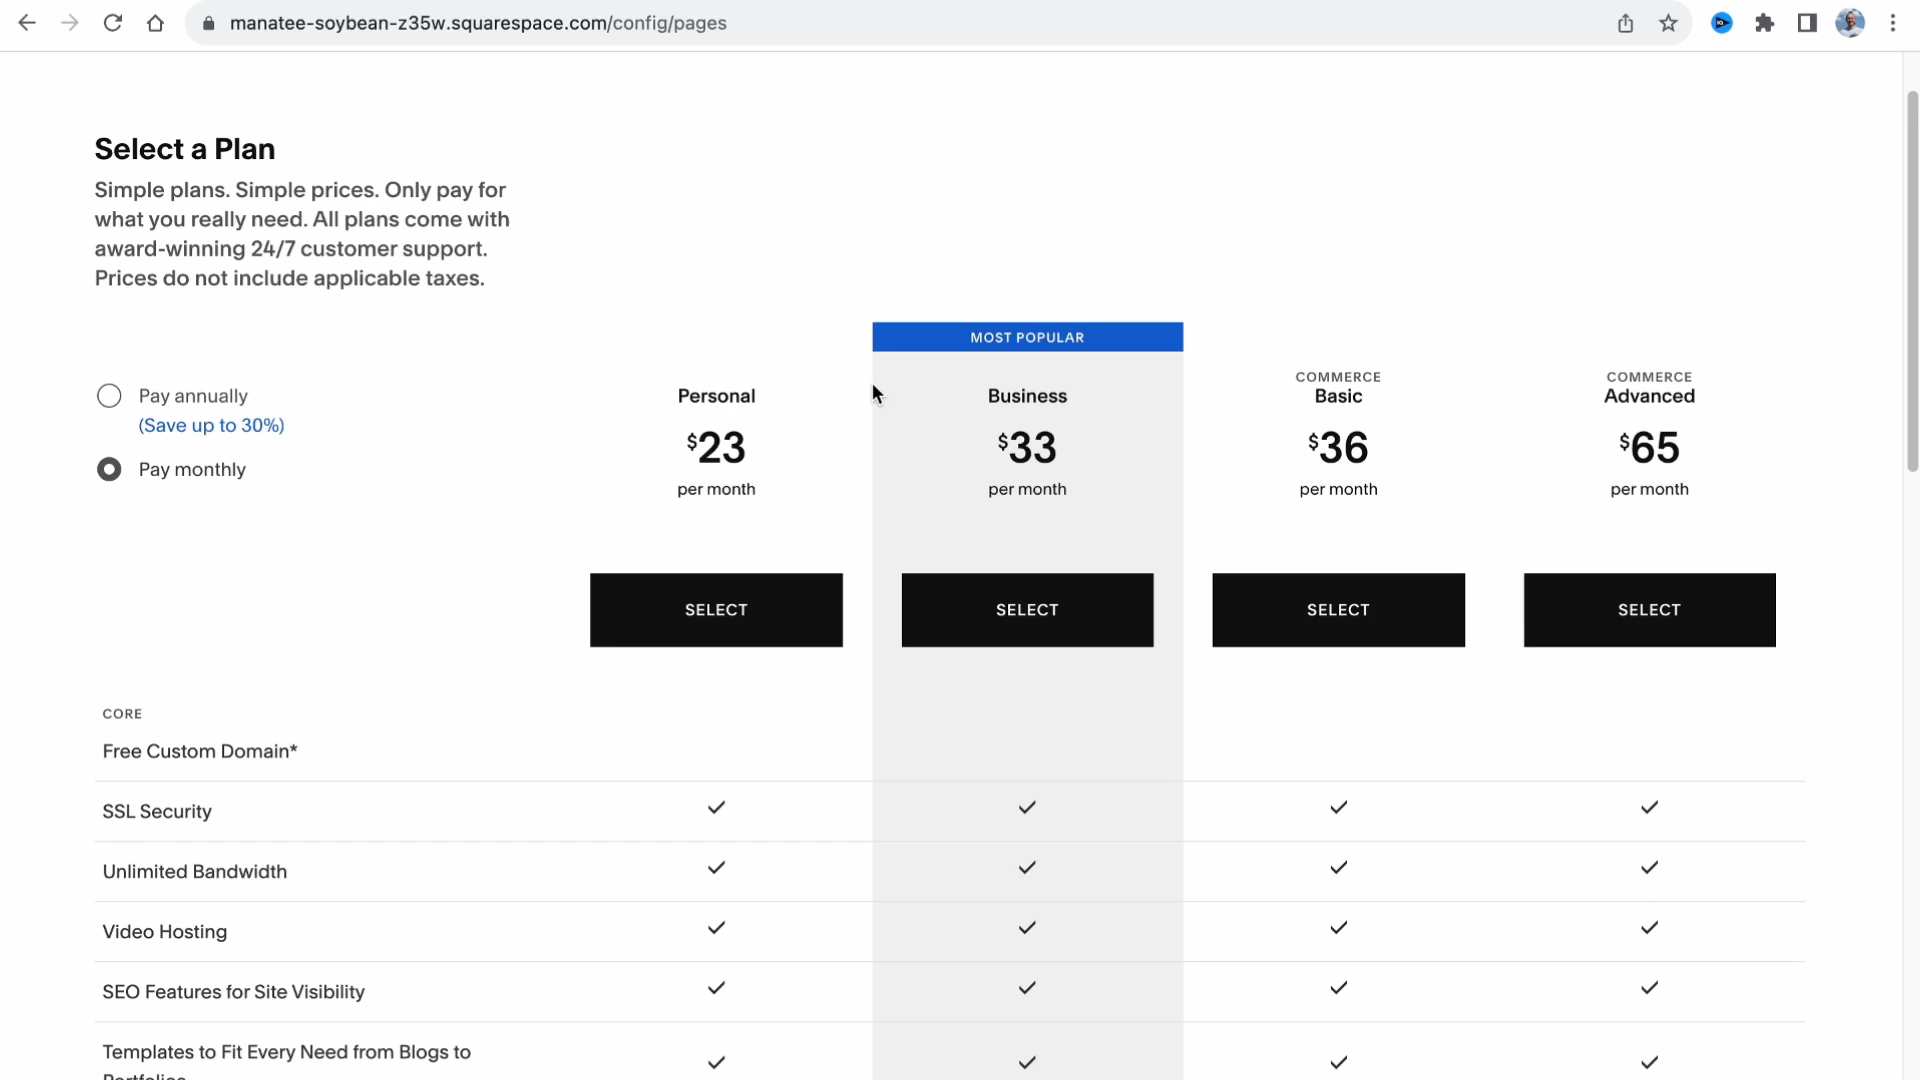 manatee-soybean-z35w.squarespace.com/config/pages
Select a Plan
Simple plans. Simple prices. Only pay for
what you really need. All plans come with
award-winning 24/7 customer support.
Prices do not include applicable taxes.
MOST POPULAR
Pay annually
(Save up to 30%)
Pay monthly
Personal
$23
per month
SELECT
Business
$33
per month
SELECT
COMMERCE
Basic
$36
per month
SELECT
COMMERCE
Advanced
$65
per month
SELECT
CORE
Free Custom Domain*
SSL Security
Unlimited Bandwidth
Video Hosting
SEO Features for Site Visibility
Templates to Fit Every Need from Blogs to
Portfolios